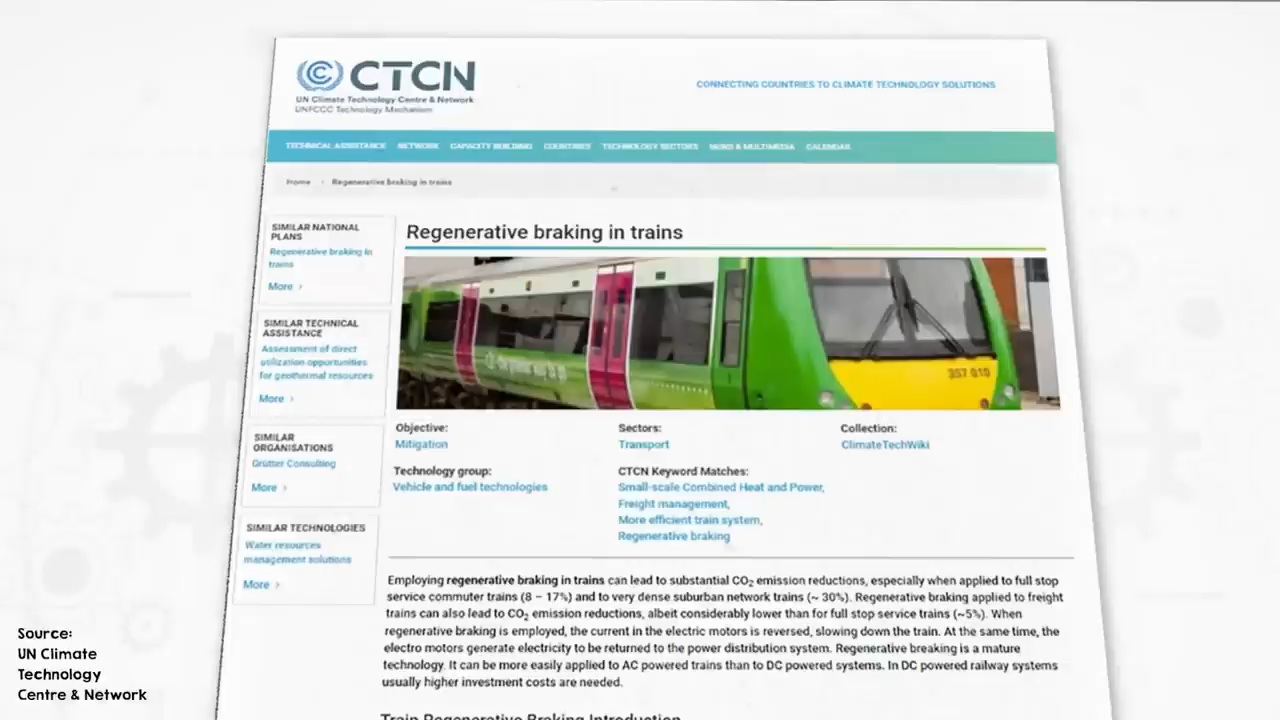 CTCN
UN Climate Technology Centre & Network
UNFCCC Technology Mechanism
CONNECTING COUNTRIES TO CLIMATE TECHNOLOGY SOLUTIONS
TECHNICAL ASSISTANCE NETWORK CAPACITY BUILDING COUNTRIES TECHNOLOGY SECTORS NEWS & MULTIMEDIA CALENDAR
Home › Regenerative braking in trains
SIMILAR NATIONAL
PLANS
Regenerative braking in
trains
More ›
SIMILAR TECHNICAL
ASSISTANCE
Assessment of direct
utilization opportunities
for geothermal resources
More ›
SIMILAR
ORGANISATIONS
Grütter Consulting
More ›
SIMILAR TECHNOLOGIES
Water resources
management solutions
More ›
Regenerative braking in trains
357 010
Objective:
Mitigation
Sectors:
Transport
Collection:
ClimateTechWiki
Technology group:
Vehicle and fuel technologies
CTCN Keyword Matches:
Small-scale Combined Heat and Power,
Freight management,
More efficient train system,
Regenerative braking
Employing regenerative braking in trains can lead to substantial CO₂ emission reductions, especially when applied to full stop
service commuter trains (8 – 17%) and to very dense suburban network trains (~ 30%). Regenerative braking applied to freight
trains can also lead to CO₂ emission reductions, albeit considerably lower than for full stop service trains (~5%). When
regenerative braking is employed, the current in the electric motors is reversed, slowing down the train. At the same time, the
electro motors generate electricity to be returned to the power distribution system. Regenerative braking is a mature
technology. It can be more easily applied to AC powered trains than to DC powered systems. In DC powered railway systems
usually higher investment costs are needed.
Train Regenerative Braking Introduction
Source:
UN Climate
Technology
Centre & Network